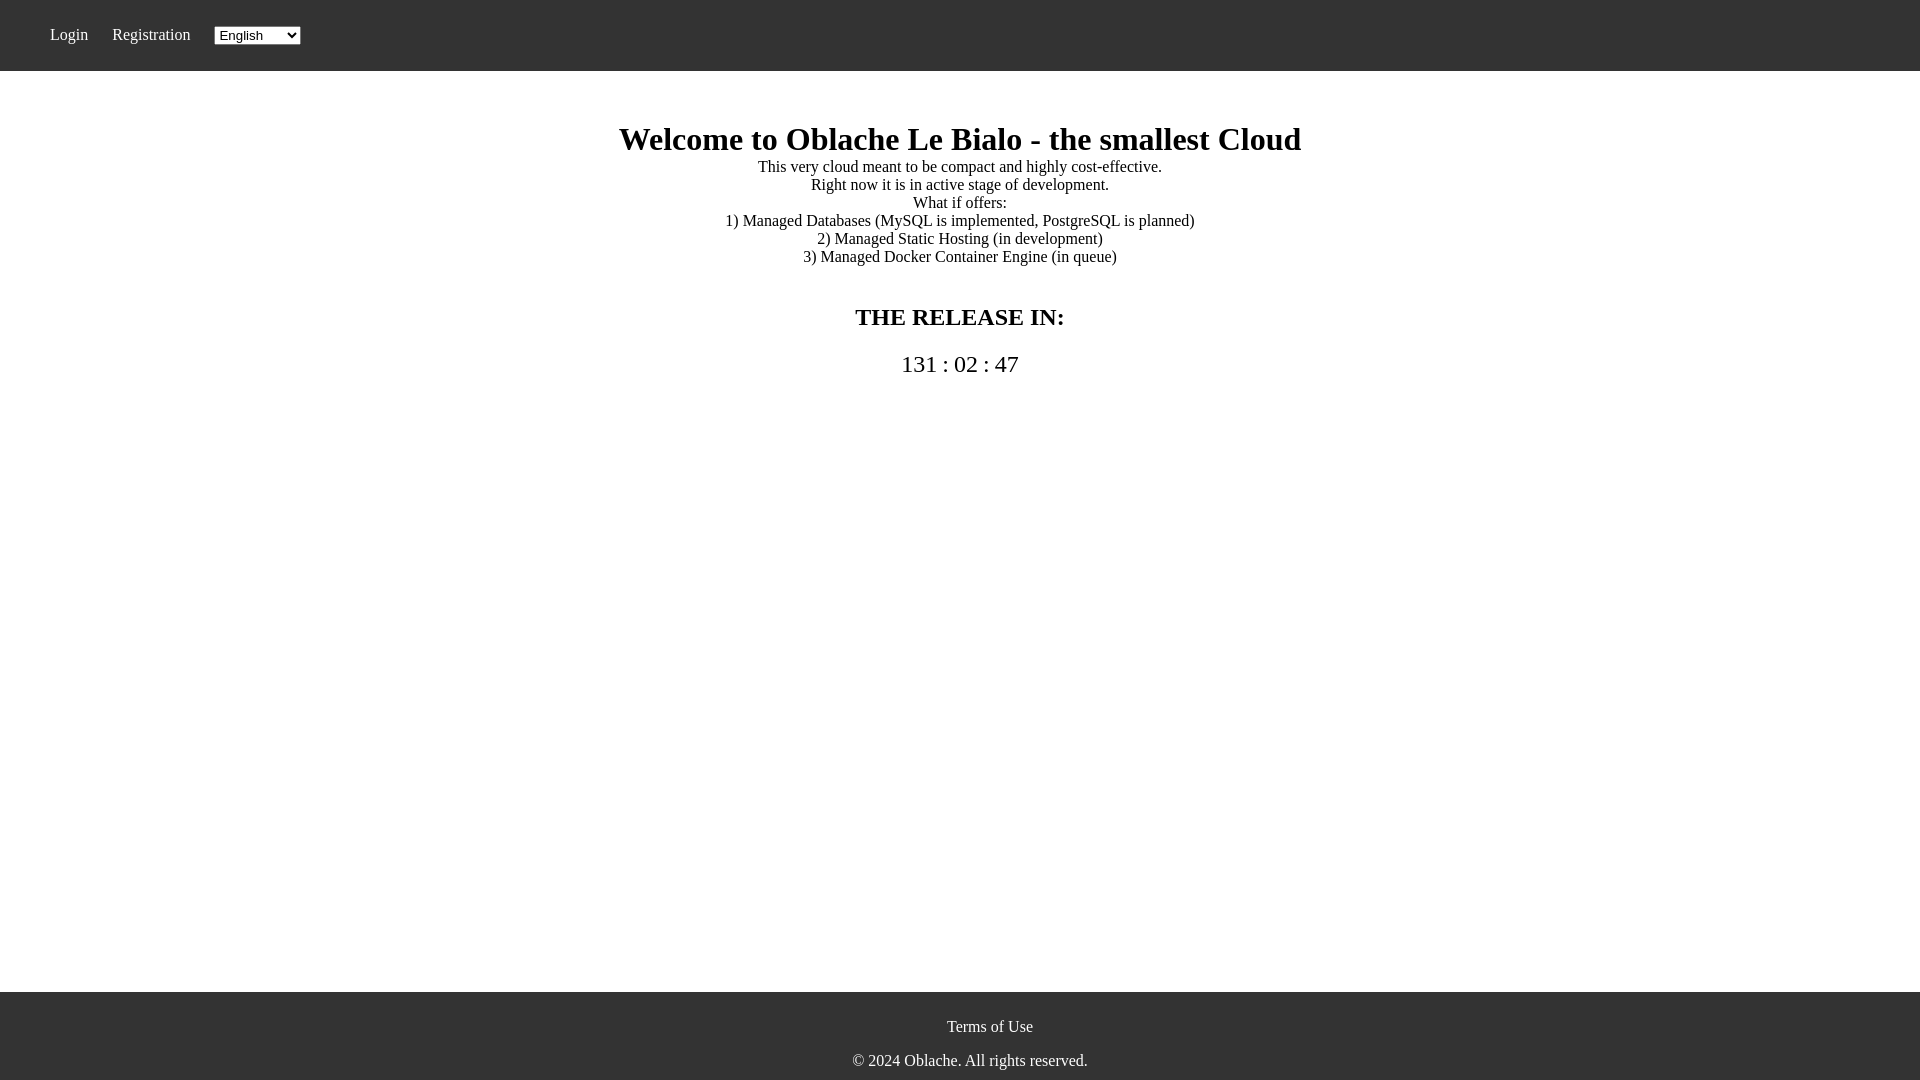 Login Registration English
Welcome to Oblache Le Bialo - the smallest Cloud
This very cloud meant to be compact and highly cost-effective.
Right now it is in active stage of development.
What if offers:
1) Managed Databases (MySQL is implemented, PostgreSQL is planned)
2) Managed Static Hosting (in development)
3) Managed Docker Container Engine (in queue)
THE RELEASE IN:
131 : 02 : 47
Terms of Use
© 2024 Oblache. All rights reserved.